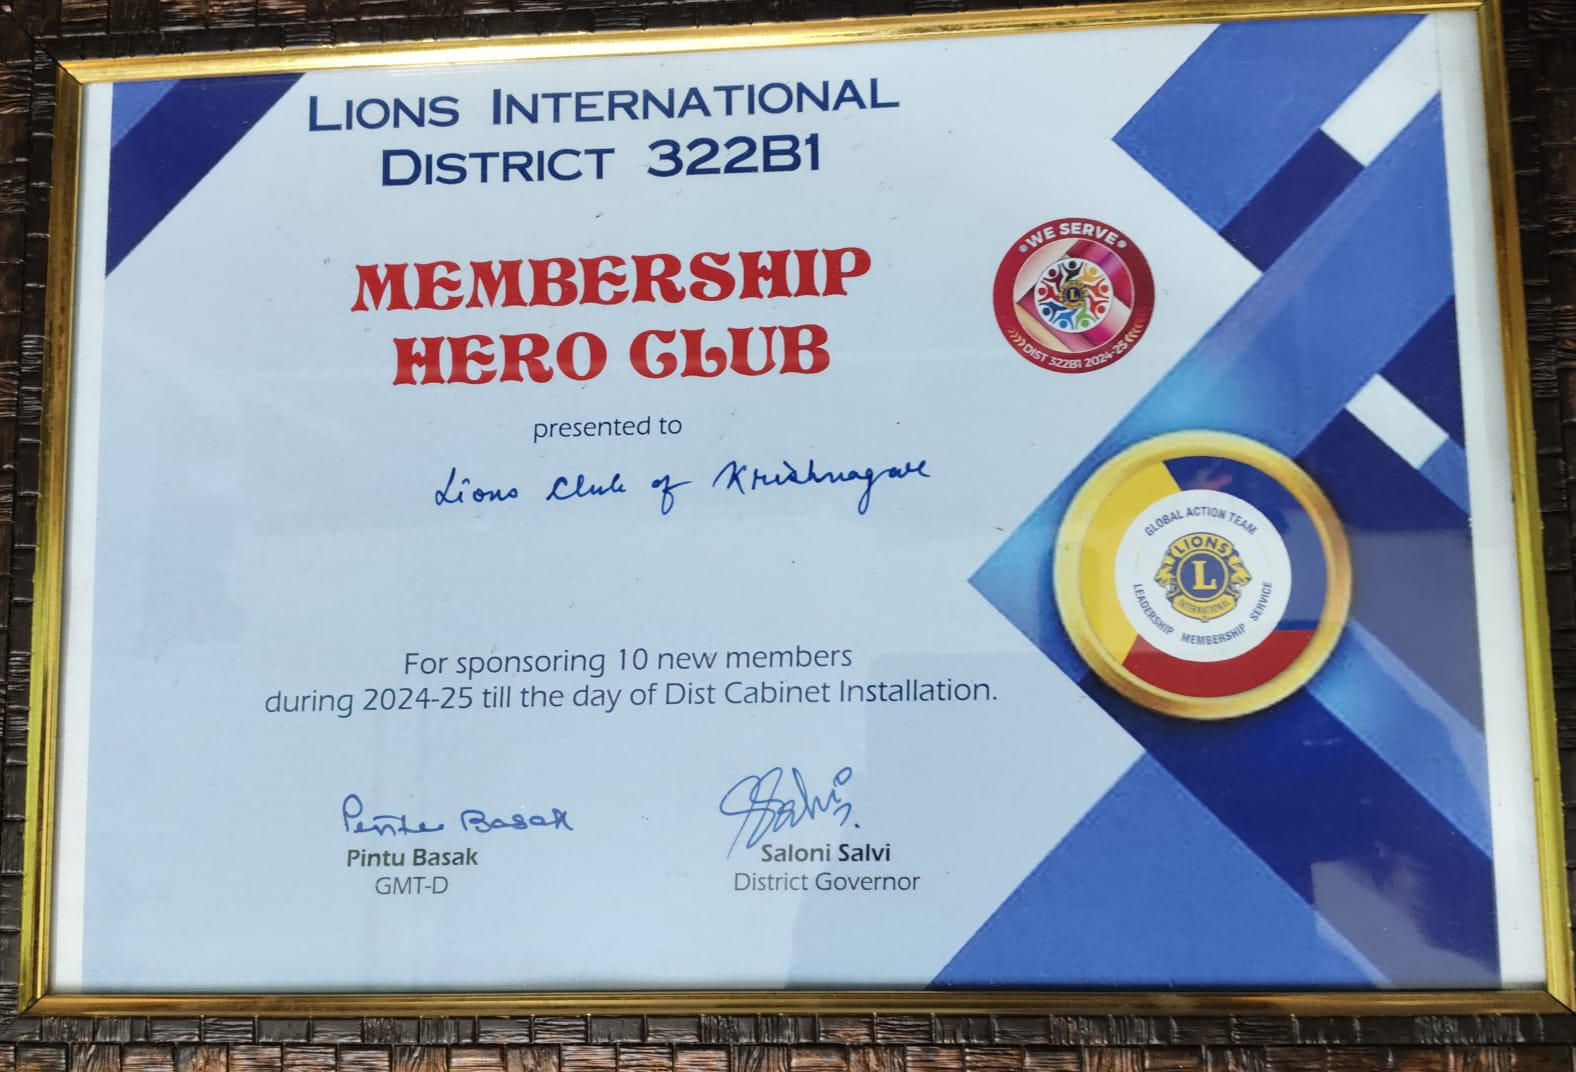 LIONS INTERNATIONAL
DISTRICT 322B1
WE SERVE
L
DIST 322B1 2024-25
MEMBERSHIP
HERO CLUB
presented to
Lions Club of Krishnagar
GLOBAL ACTION TEAM
LIONS
L
INTERNATIONAL
LEADERSHIP MEMBERSHIP SERVICE
For sponsoring 10 new members
during 2024-25 till the day of Dist Cabinet Installation.
Pintu Basak
Pintu Basak
GMT-D
SSalvi
Saloni Salvi
District Governor